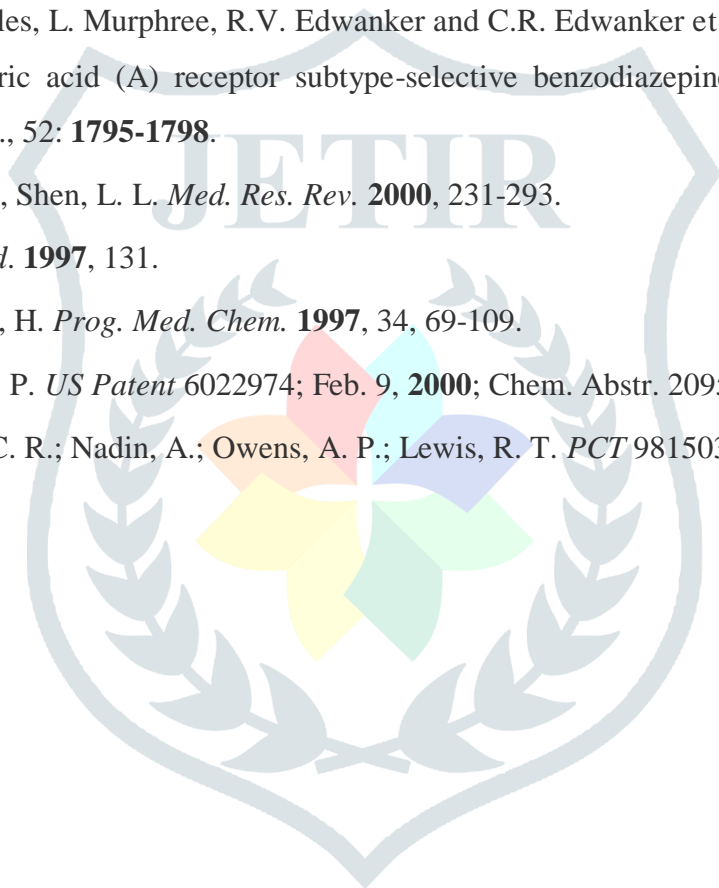 les, L. Murphree, R.V. Edwanker and C.R. Edwanker et
ric acid (A) receptor subtype-selective benzodiazepine
., 52: 1795-1798.
JETIR
, Shen, L. L. Med. Res. Rev. 2000, 231-293.
d. 1997, 131.
, H. Prog. Med. Chem. 1997, 34, 69-109.
P. US Patent 6022974; Feb. 9, 2000; Chem. Abstr. 209
C. R.; Nadin, A.; Owens, A. P.; Lewis, R. T. PCT 981503